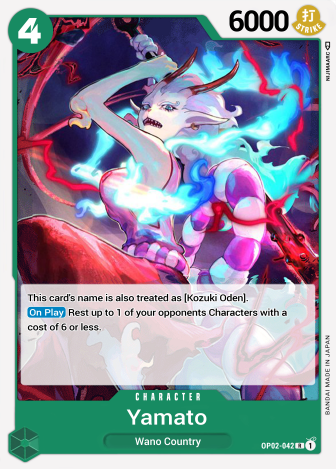 4
6000
打
STRIKE
NIJIMAARC
This card's name is also treated as [Kozuki Oden].
On Play Rest up to 1 of your opponents Characters with a
cost of 6 or less.
CHARACTER
Yamato
Wano Country
OP02-042 R 1
BANDAI MADE IN JAPAN